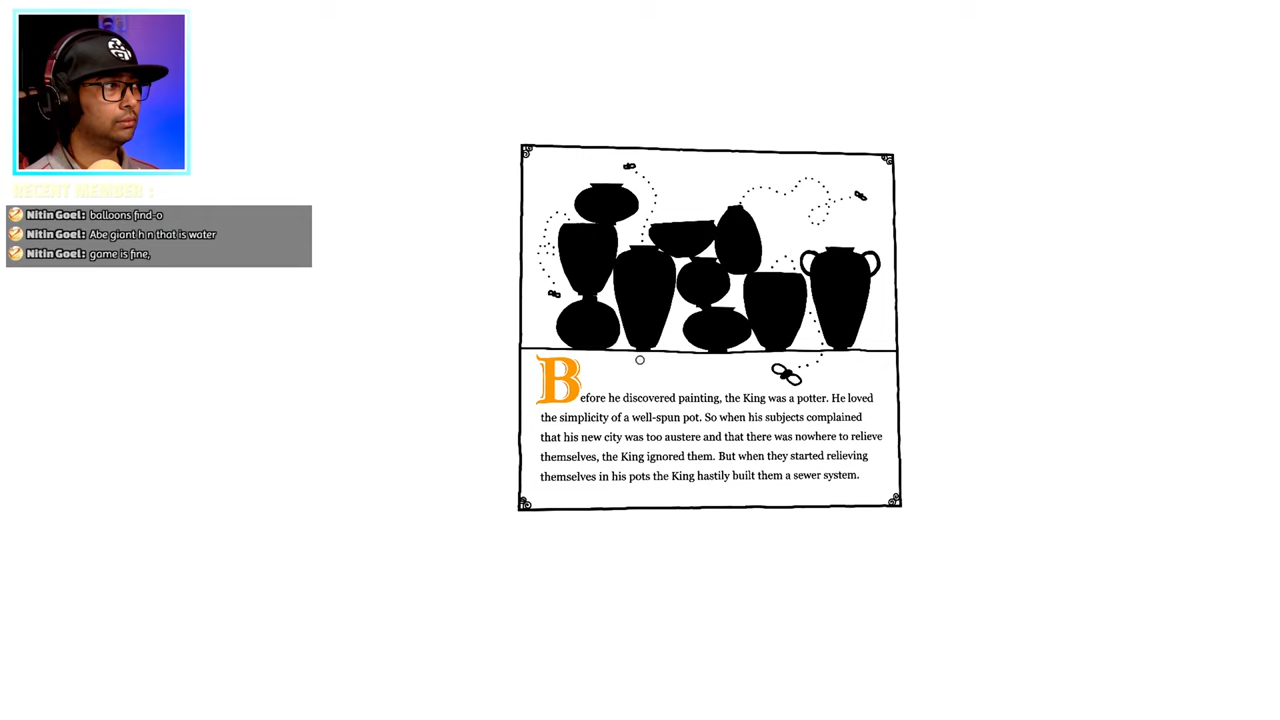 RECENT MEMBER :
Nitin Goel: balloons find-o
Nitin Goel: Abe giant h n that is water
Nitin Goel: game is fine,
Before he discovered painting, the King was a potter. He loved
the simplicity of a well-spun pot. So when his subjects complained
that his new city was too austere and that there was nowhere to relieve
themselves, the King ignored them. But when they started relieving
themselves in his pots the King hastily built them a sewer system.